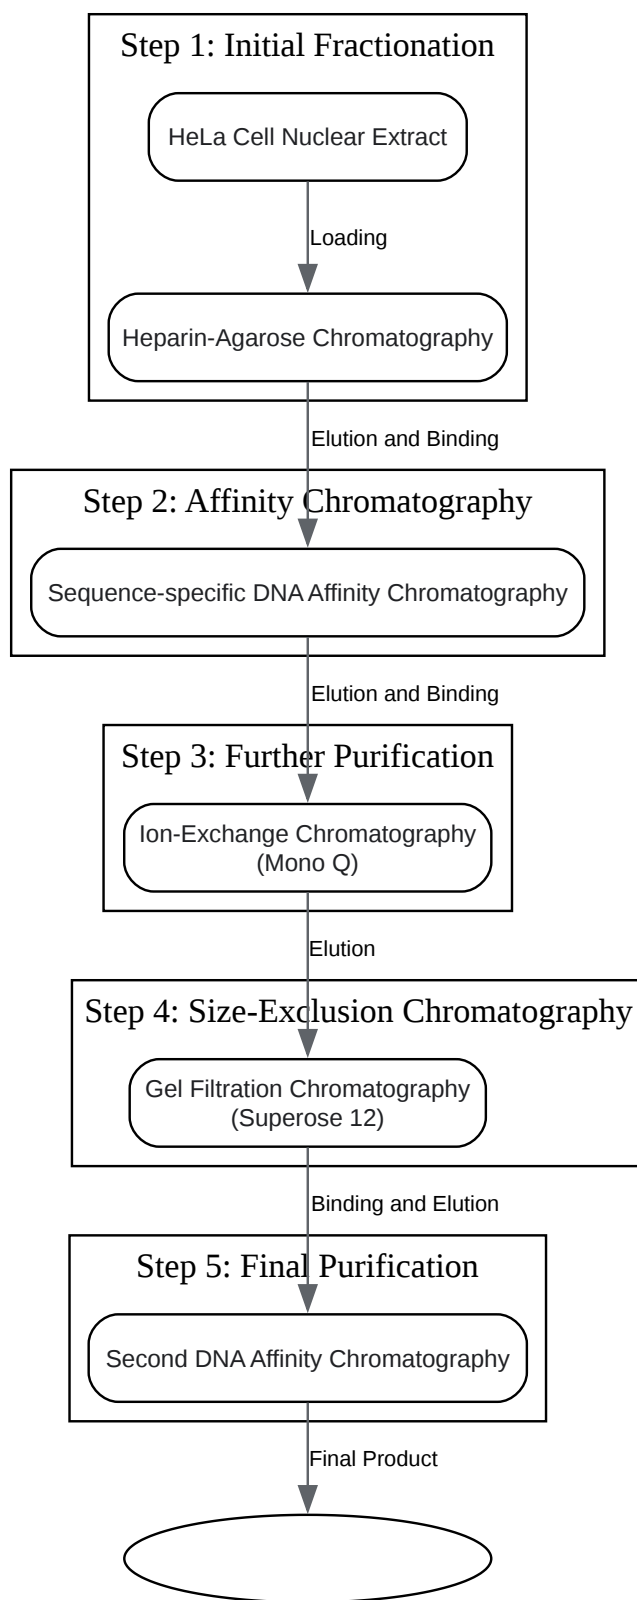 Step 1: Initial Fractionation
HeLa Cell Nuclear Extract
Loading
Heparin-Agarose Chromatography
Elution and Binding
Step 2: Affinity Chromatography
Sequence-specific DNA Affinity Chromatography
Elution and Binding
Step 3: Further Purification
Ion-Exchange Chromatography
(Mono Q)
Elution
Step 4: Size-Exclusion Chromatography
Gel Filtration Chromatography
(Superose 12)
Binding and Elution
Step 5: Final Purification
Second DNA Affinity Chromatography
Final Product